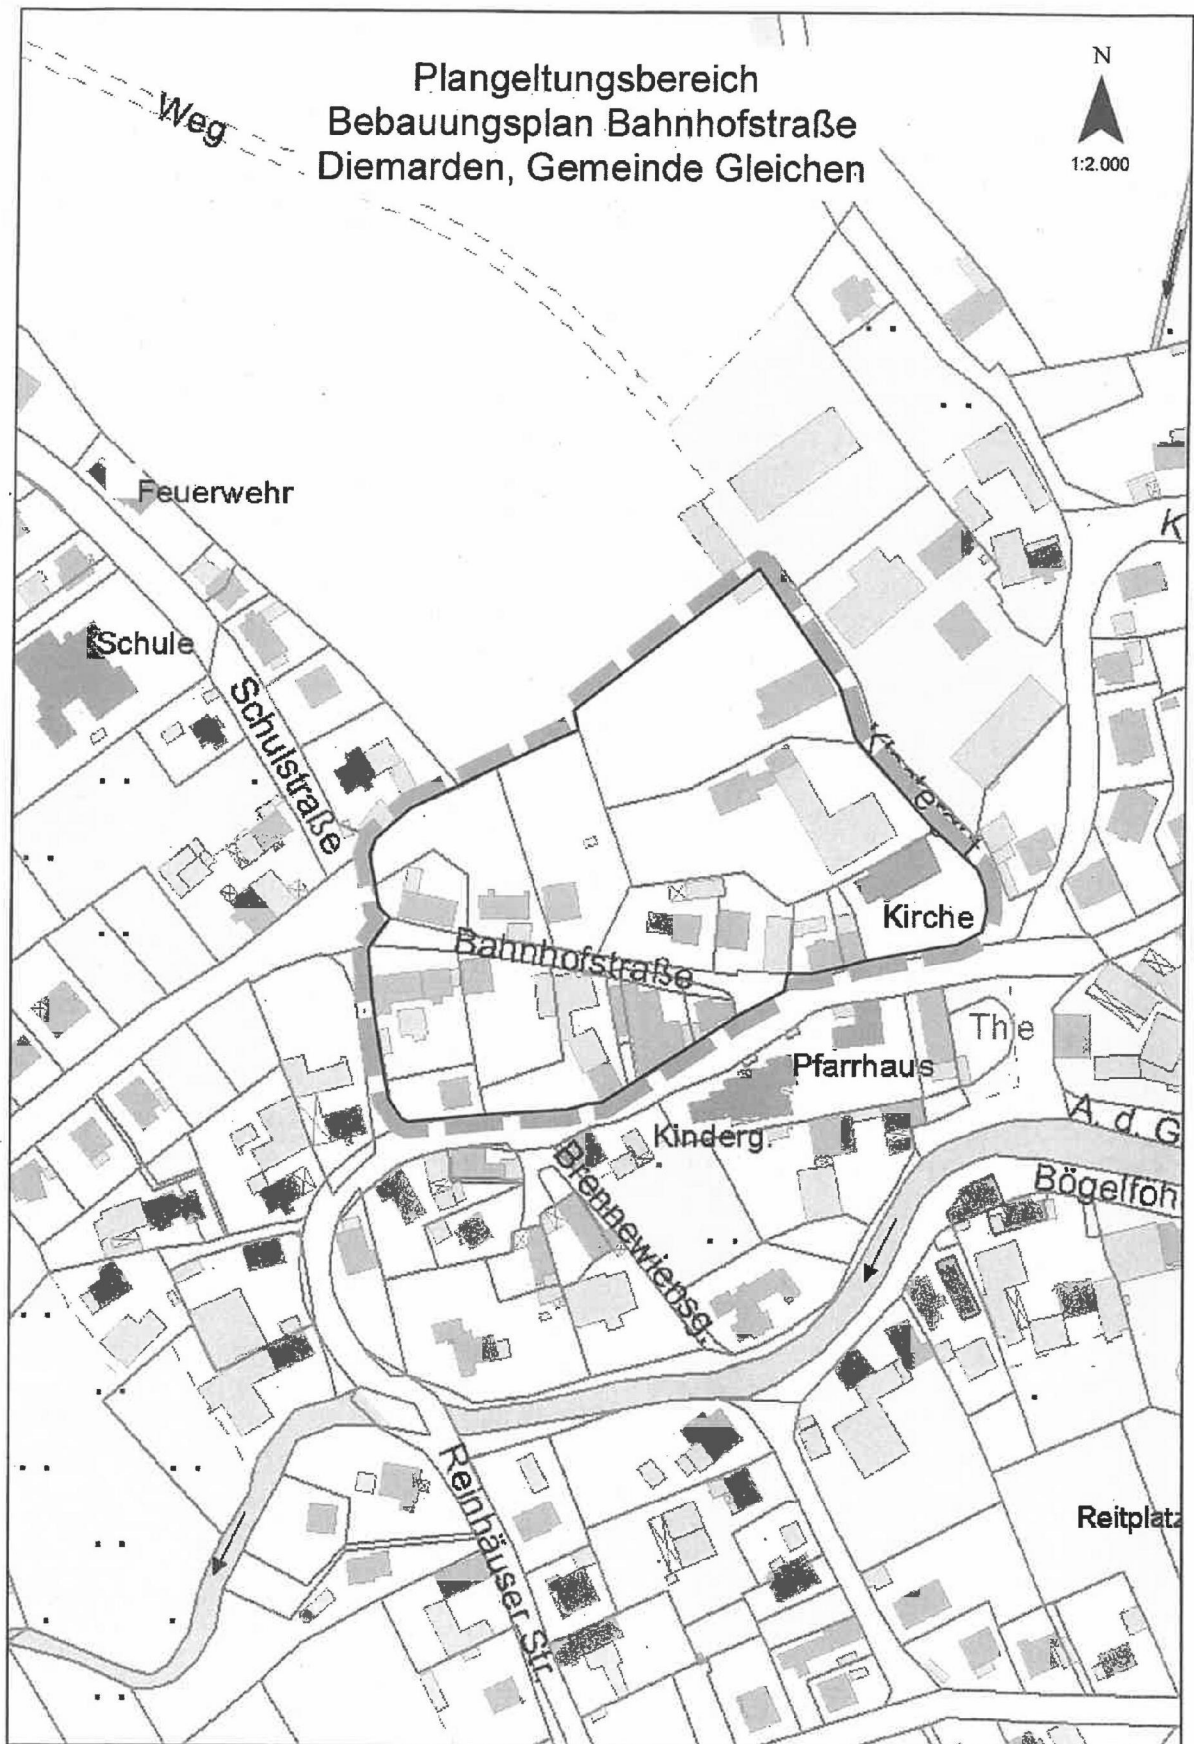 N
Plangeltungsbereich
Bebauungsplan Bahnhofstraße
Diemarden, Gemeinde Gleichen
1:2.000
Weg
Feuerwehr
K
Schule
Schulstraße
Kirche
Bahnhofstraße
Thie
Pfarrhaus
A. d. G
Kinderg.
Bögelföh
Brennewiensg.
Reinhäuser Str.
Reitplatz